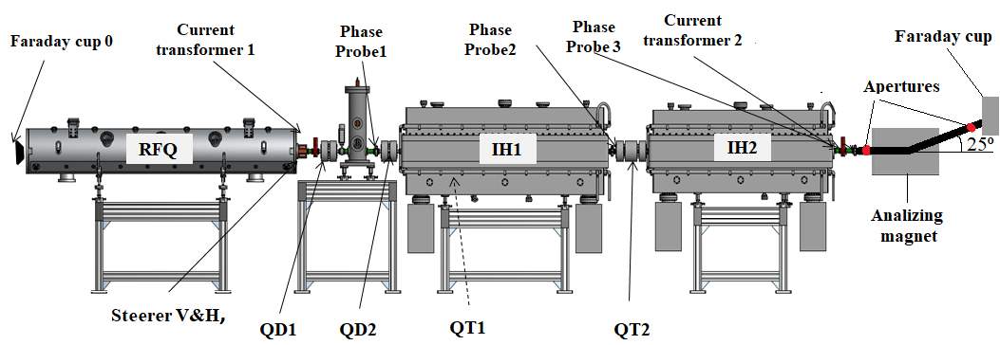 Faraday cup 0
Current
transformer 1
Phase
Probe1
Phase
Probe2
Phase
Probe 3
Current
transformer 2
Faraday cup
Apertures
RFQ
IH1
IH2
25º
Analizing
magnet
Steerer V&H,
QD1
QD2
QT1
QT2